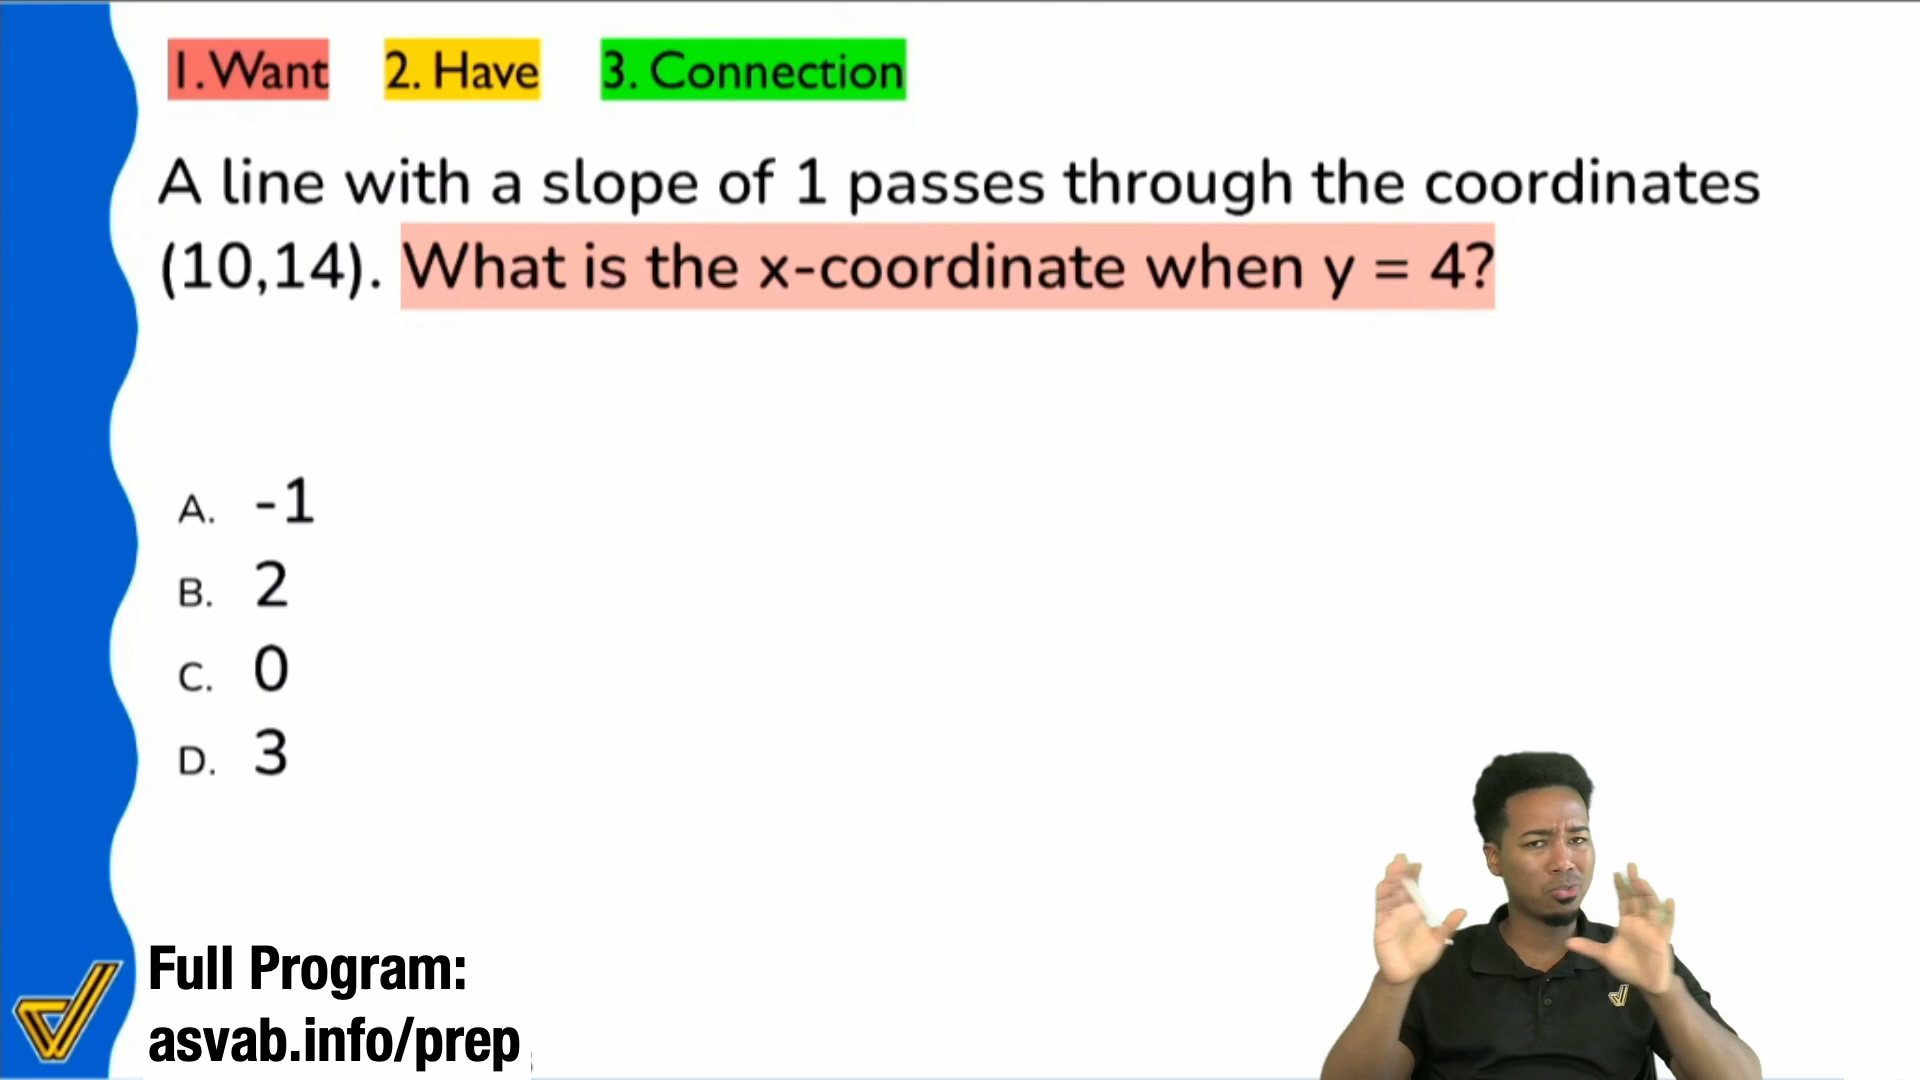 1. Want 2. Have 3. Connection
A line with a slope of 1 passes through the coordinates
(10,14). What is the x-coordinate when y = 4?
A. -1
B. 2
C. 0
D. 3
Full Program:
asvab.info/prep